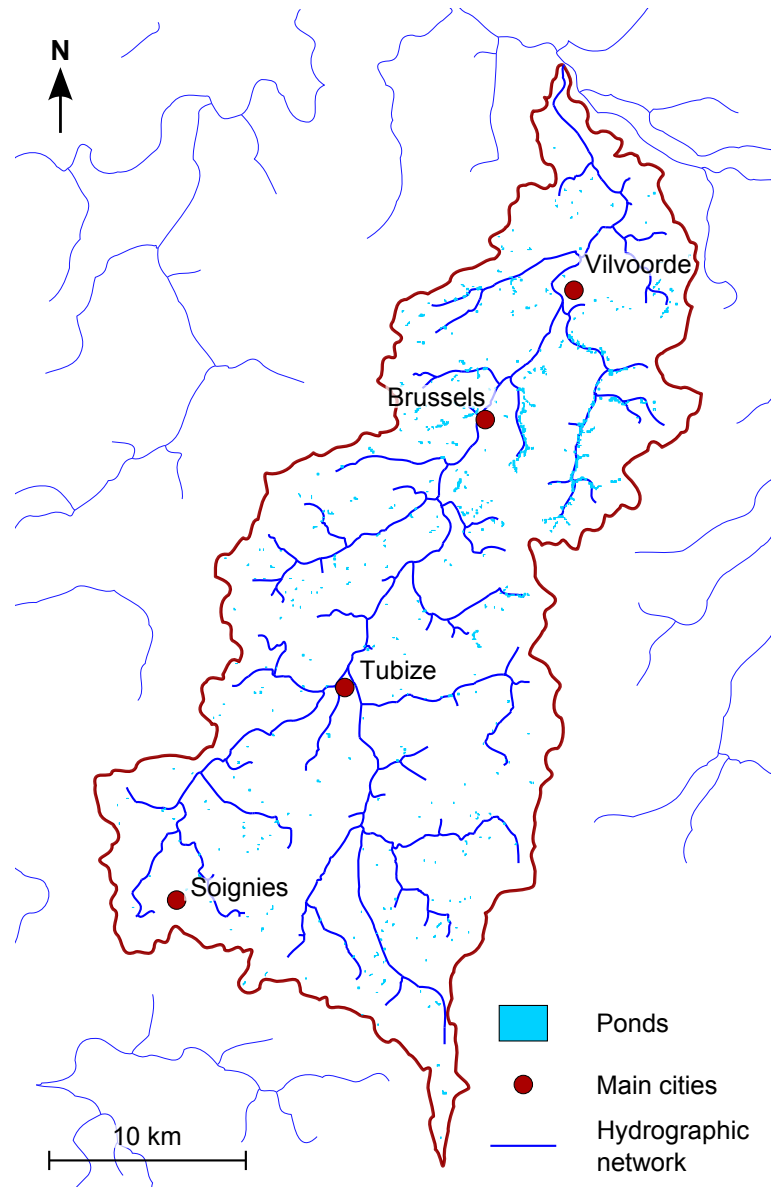 N
Vilvoorde
Brussels
Tubize
Soignies
Ponds
Main cities
10 km
Hydrographic
network